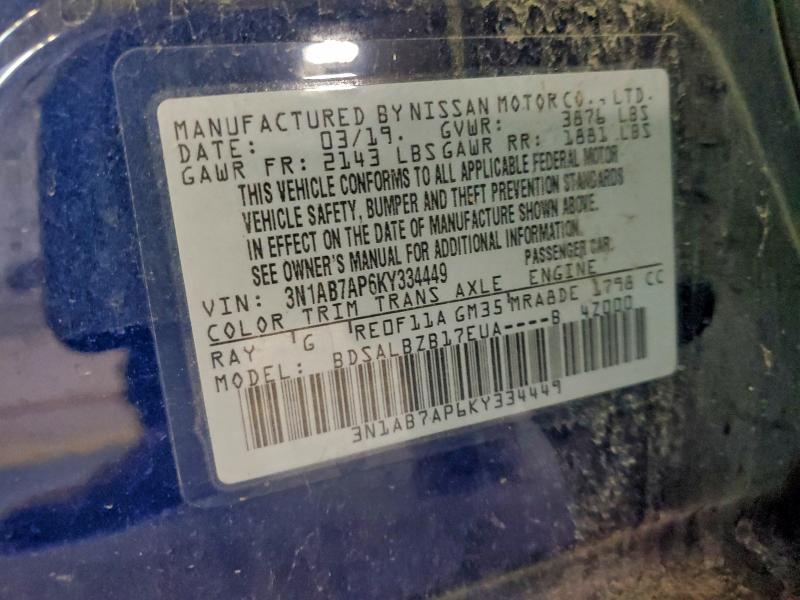 MANUFACTURED BY NISSAN MOTOR CO., LTD.
DATE: 03/19. GVWR: 3876 LBS
GAWR FR: 2143 LBS GAWR RR: 1881 LBS
THIS VEHICLE CONFORMS TO ALL APPLICABLE FEDERAL MOTOR
VEHICLE SAFETY, BUMPER AND THEFT PREVENTION STANDARDS
IN EFFECT ON THE DATE OF MANUFACTURE SHOWN ABOVE.
SEE OWNER'S MANUAL FOR ADDITIONAL INFORMATION.
VIN: 3N1AB7AP6KY334449 PASSENGER CAR.
COLOR TRIM TRANS AXLE ENGINE
RAY G RE0F11A GM35 MRA8DE 1798 CC
MODEL: BDSALBZB17EUA----B 4Z000
3N1AB7AP6KY334449